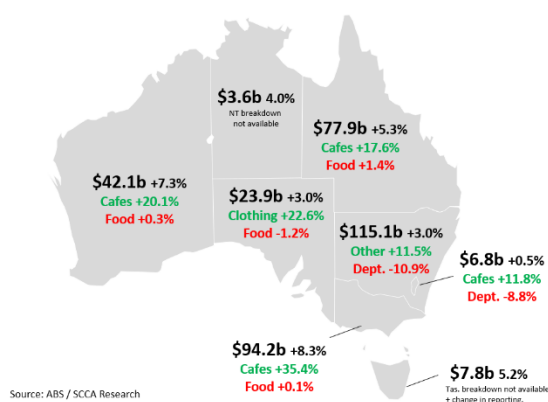 $3.6b 4.0%
NT breakdown
not available
$77.9b +5.3%
Cafes +17.6%
Food +1.4%
$42.1b +7.3%
Cafes +20.1%
Food +0.3%
$23.9b +3.0%
Clothing +22.6%
Food -1.2%
$115.1b +3.0%
Other +11.5%
Dept. -10.9%
$6.8b +0.5%
Cafes +11.8%
Dept. -8.8%
$94.2b +8.3%
Cafes +35.4%
Food +0.1%
$7.8b 5.2%
Tas. breakdown not available
+ change in reporting.
Source: ABS / SCCA Research